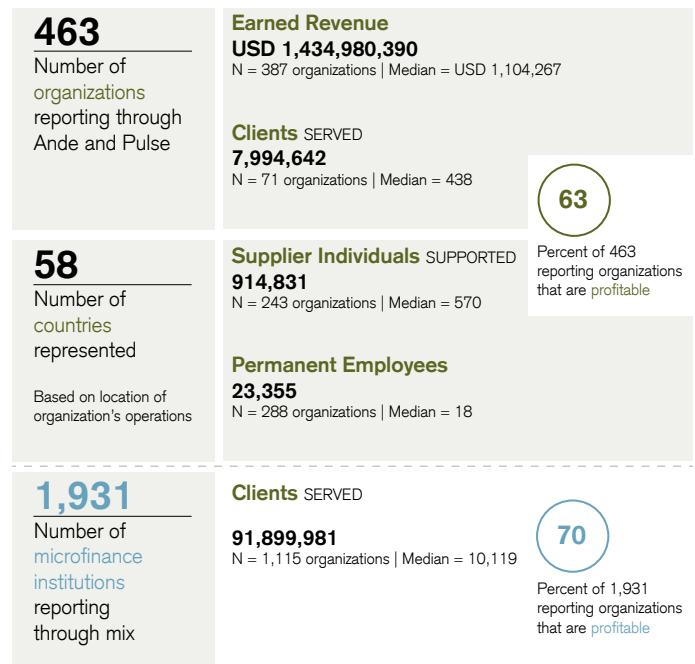 463
Number of
organizations
reporting through
Ande and Pulse
Earned Revenue
USD 1,434,980,390
N = 387 organizations | Median = USD 1,104,267
Clients SERVED
7,994,642
N = 71 organizations | Median = 438
63
Percent of 463
reporting organizations
that are profitable
58
Number of
countries
represented
Based on location of
organization’s operations
Supplier Individuals SUPPORTED
914,831
N = 243 organizations | Median = 570
Permanent Employees
23,355
N = 288 organizations | Median = 18
1,931
Number of
microfinance
institutions
reporting
through mix
Clients SERVED
91,899,981
N = 1,115 organizations | Median = 10,119
70
Percent of 1,931
reporting organizations
that are profitable